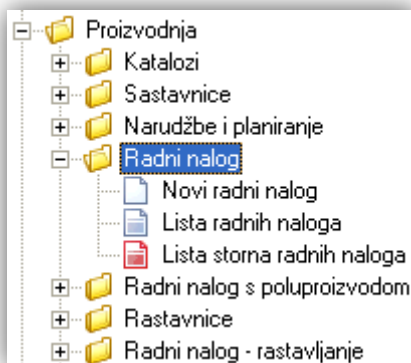 Proizvodnja
Katalozi
Sastavnice
Narudžbe i planiranje
Radni nalog
Novi radni nalog
Lista radnih naloga
Lista storna radnih naloga
Radni nalog s poluproizvodom
Rastavnice
Radni nalog - rastavljanje